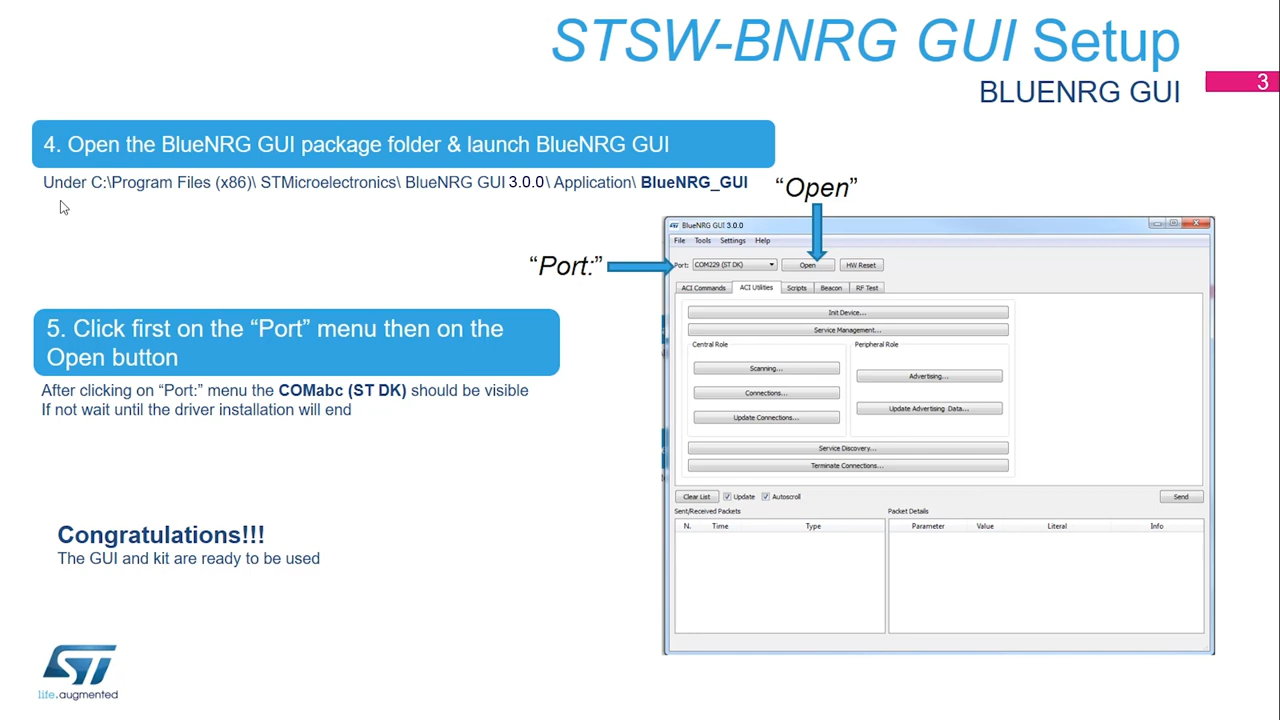 STSW-BNRG GUI Setup
BLUENRG GUI
3
4. Open the BlueNRG GUI package folder & launch BlueNRG GUI
Under C:\Program Files (x86)\ STMicroelectronics\ BlueNRG GUI 3.0.0\ Application\ BlueNRG_GUI
“Open”
“Port:”
BlueNRG GUI 3.0.0
File Tools Settings Help
Port: COM229 (ST DK) Open HW Reset
ACI Commands ACI Utilities Scripts Beacon RF Test
Init Device...
Service Management...
Central Role Peripheral Role
Scanning...
Advertising...
Connections...
Update Advertising Data...
Update Connections...
Service Discovery...
Terminate Connections...
Clear List Update Autoscroll Send
Sent/Received Packets Packet Details
N. Time Type Parameter Value Literal Info
5. Click first on the “Port” menu then on the
Open button
After clicking on “Port:” menu the COMabc (ST DK) should be visible
If not wait until the driver installation will end
Congratulations!!!
The GUI and kit are ready to be used
ST
life.augmented